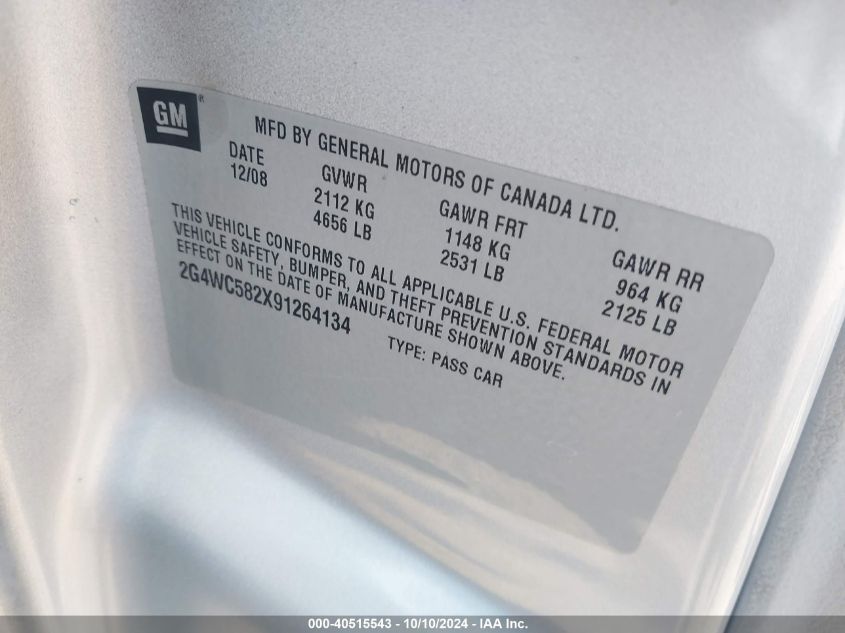 GM®
MFD BY GENERAL MOTORS OF CANADA LTD.
DATE GVWR GAWR FRT GAWR RR
12/08 2112 KG 1148 KG 964 KG
4656 LB 2531 LB 2125 LB
THIS VEHICLE CONFORMS TO ALL APPLICABLE U.S. FEDERAL MOTOR
VEHICLE SAFETY, BUMPER, AND THEFT PREVENTION STANDARDS IN
EFFECT ON THE DATE OF MANUFACTURE SHOWN ABOVE.
2G4WC582X91264134 TYPE: PASS CAR
000-40515543 - 10/10/2024 - IAA Inc.